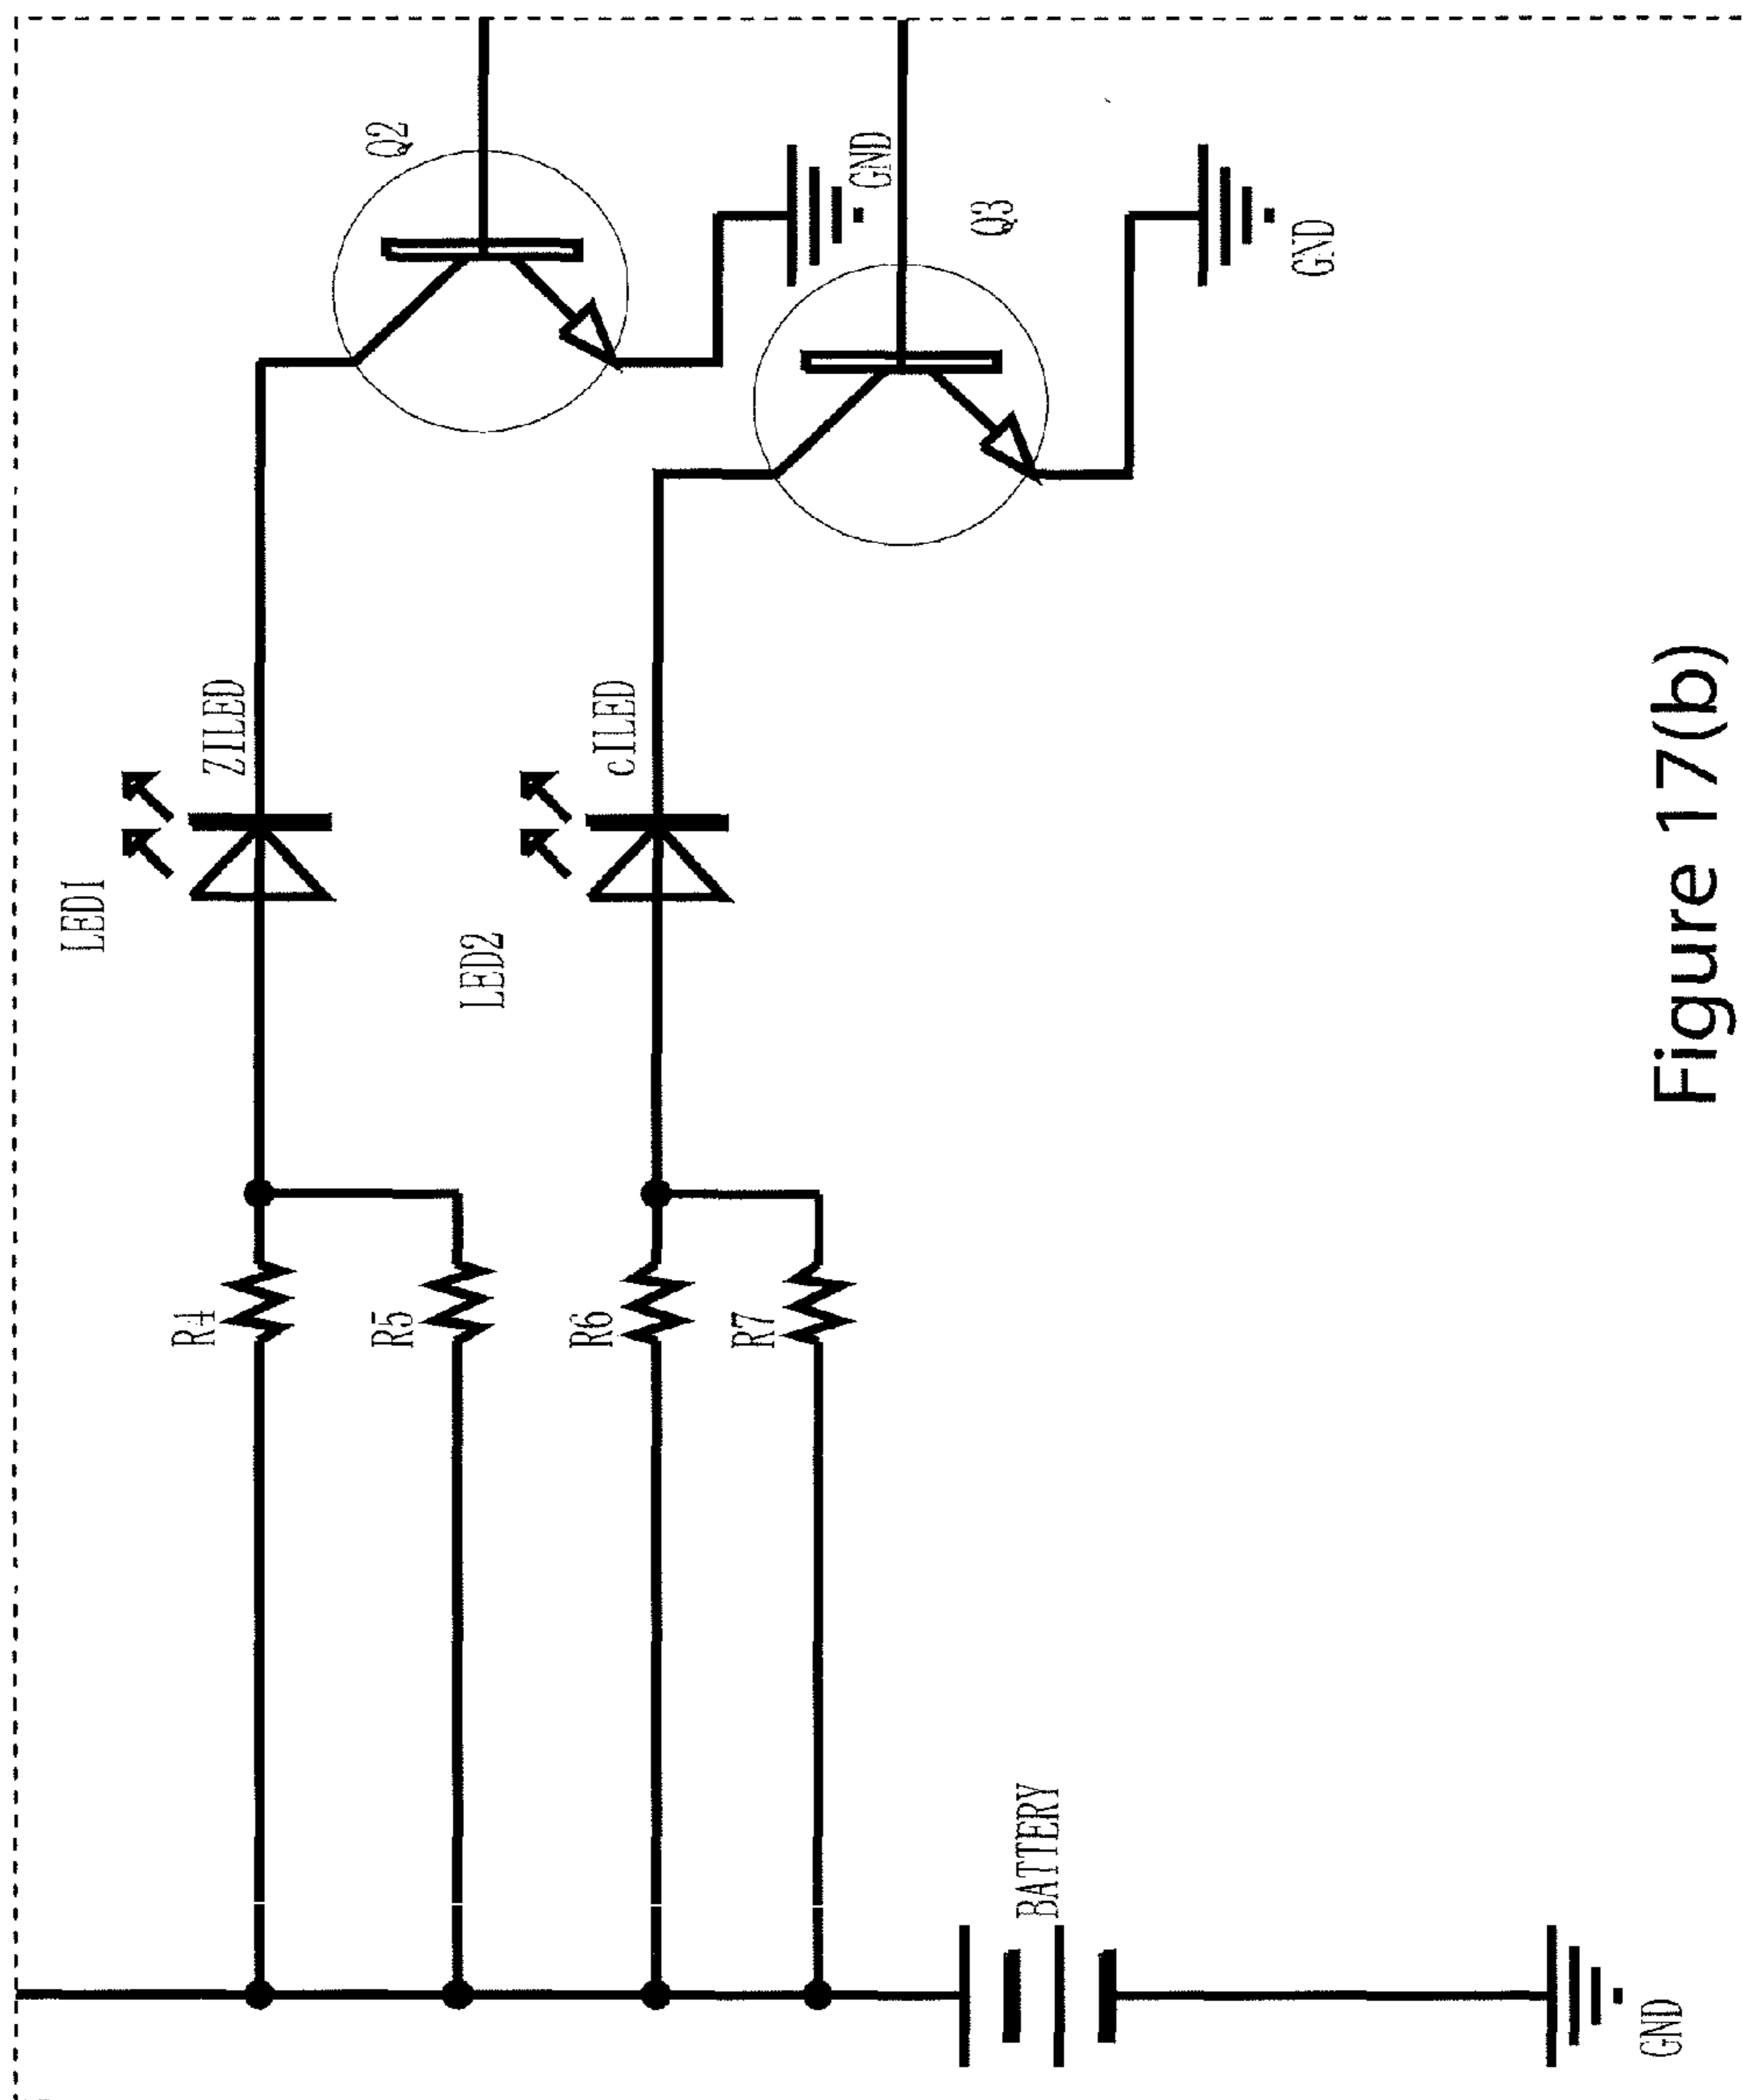 LED1
ZILED
Q2
GND
LED2
cILED
Q3
GND
R4
R5
R6
R7
BATTERY
GND
Figure 17(b)